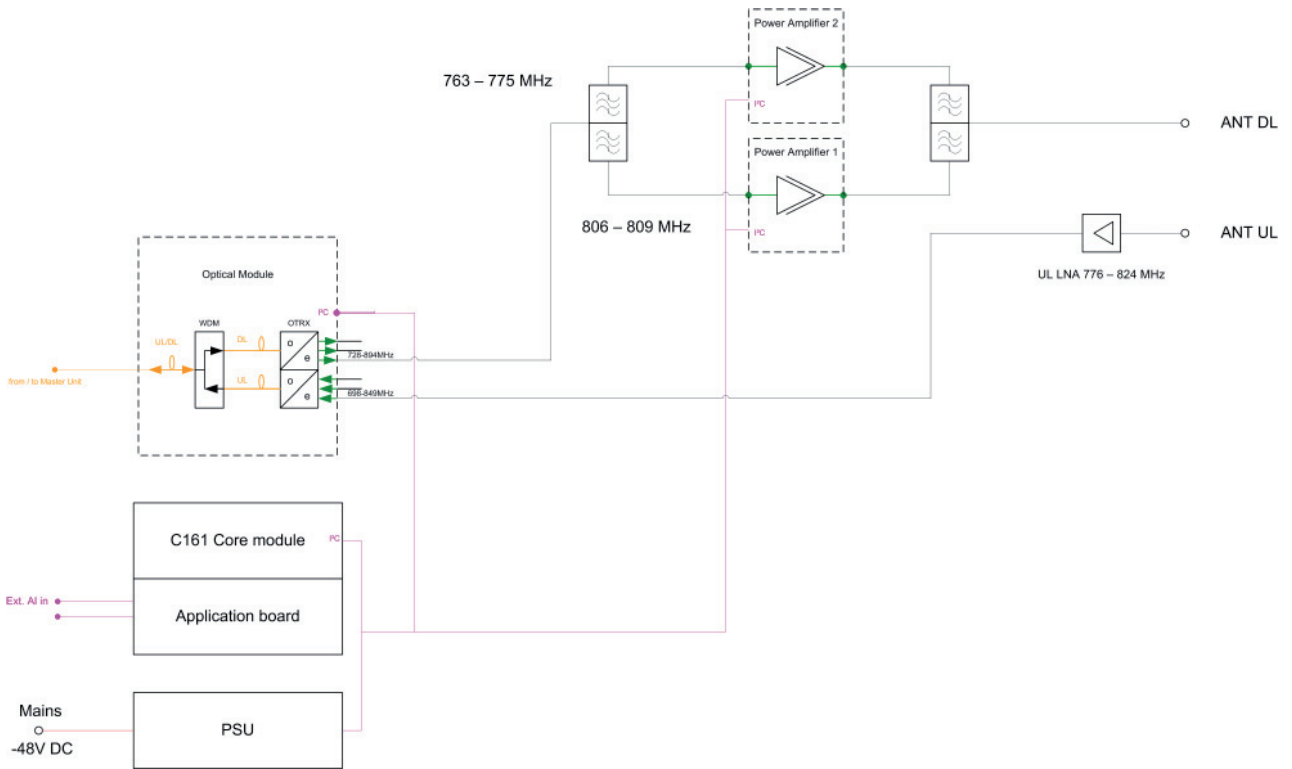 Power Amplifier 2
763 – 775 MHz
I²C
ANT DL
Power Amplifier 1
806 – 809 MHz
I²C
ANT UL
UL LNA 776 – 824 MHz
Optical Module
I²C
WDM
OTRX
UL/DL
DL
o
e
728-894MHz
from / to Master Unit
UL
o
e
698-849MHz
C161 Core module
I²C
Ext. Al in
Application board
Mains
PSU
-48V DC